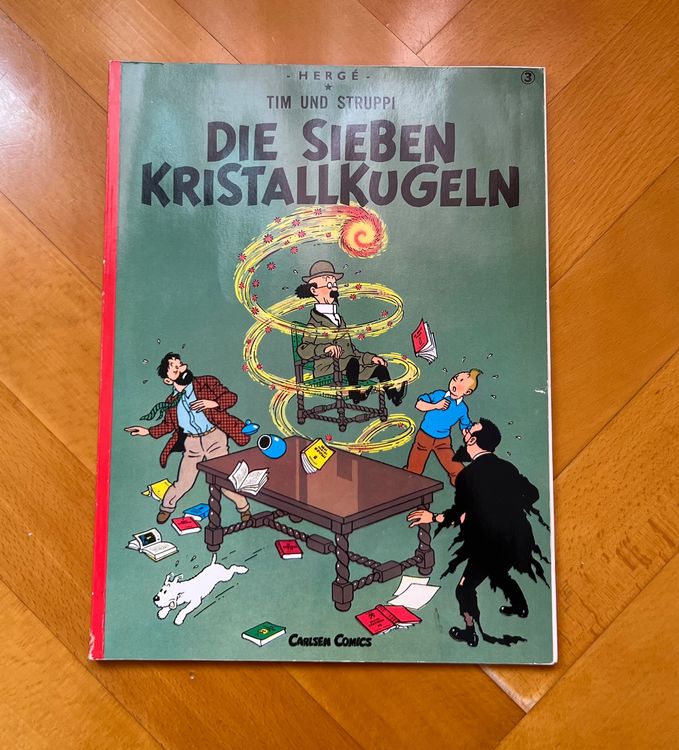 - HERGÉ -
3
TIM UND STRUPPI
DIE SIEBEN
KRISTALLKUGELN
CARLSEN COMICS